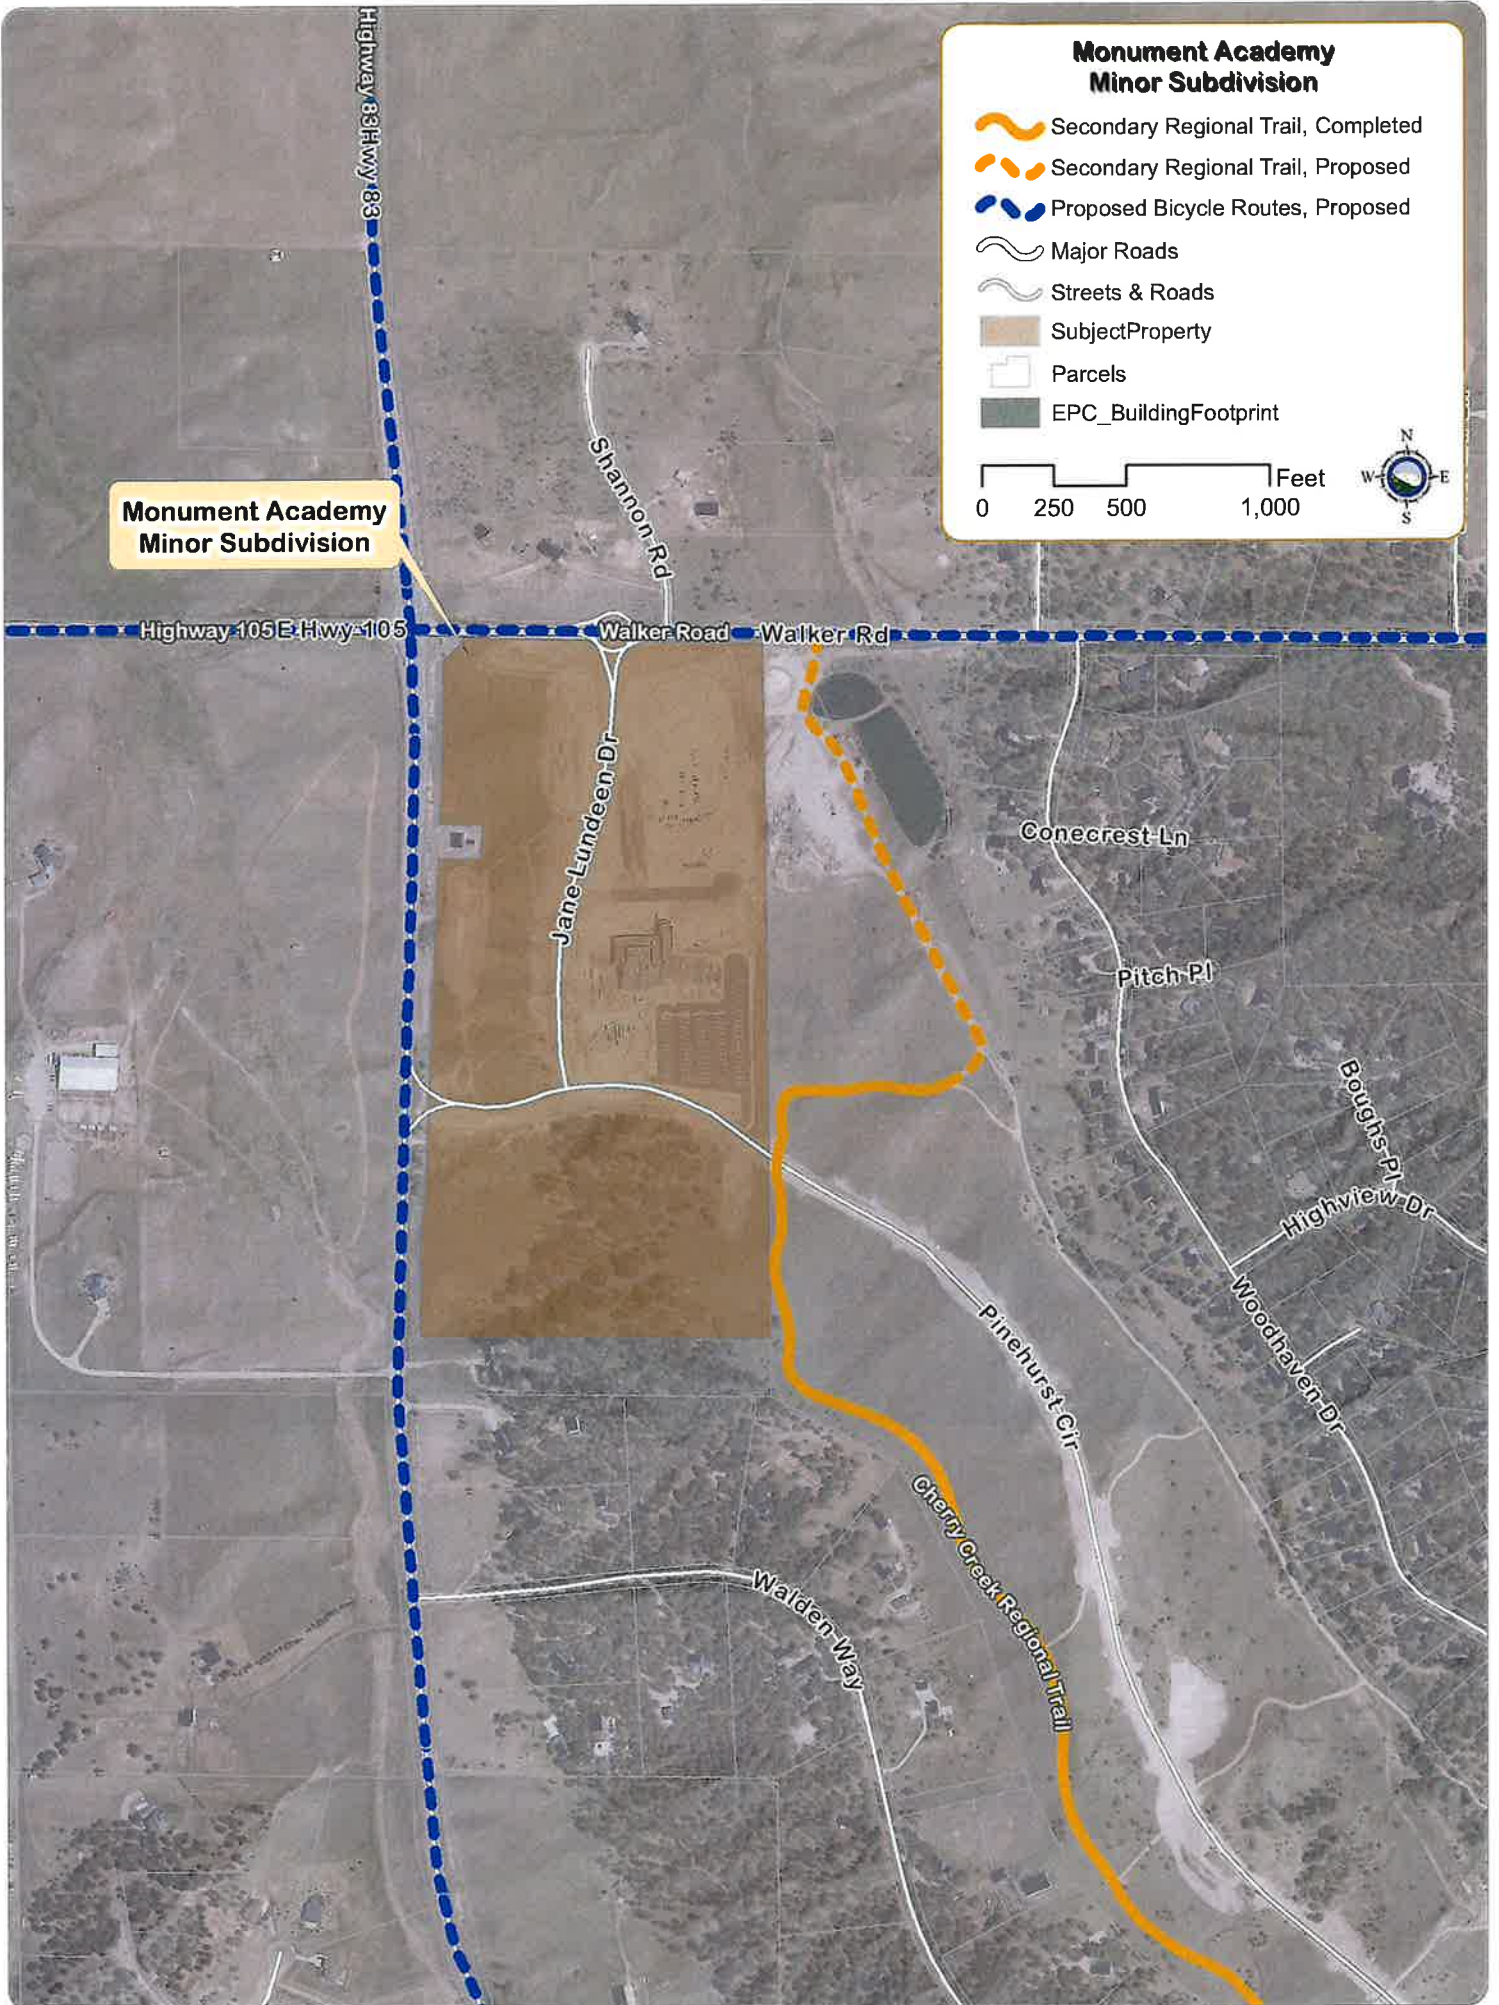 Monument Academy
Minor Subdivision
Secondary Regional Trail, Completed
Secondary Regional Trail, Proposed
Proposed Bicycle Routes, Proposed
Major Roads
Streets & Roads
SubjectProperty
Parcels
EPC_BuildingFootprint
Feet
0 250 500 1,000
N
W E
S
Highway 83
Hwy 83
Shannon Rd
Monument Academy
Minor Subdivision
Highway 105
E Hwy 105
Walker Road
Walker Rd
Jane Lundeen Dr
Conecrest Ln
Pitch Pl
Boughs Pl
Highview Dr
Woodhaven Dr
Pinehurst Cir
Cherry Creek Regional Trail
Walden Way